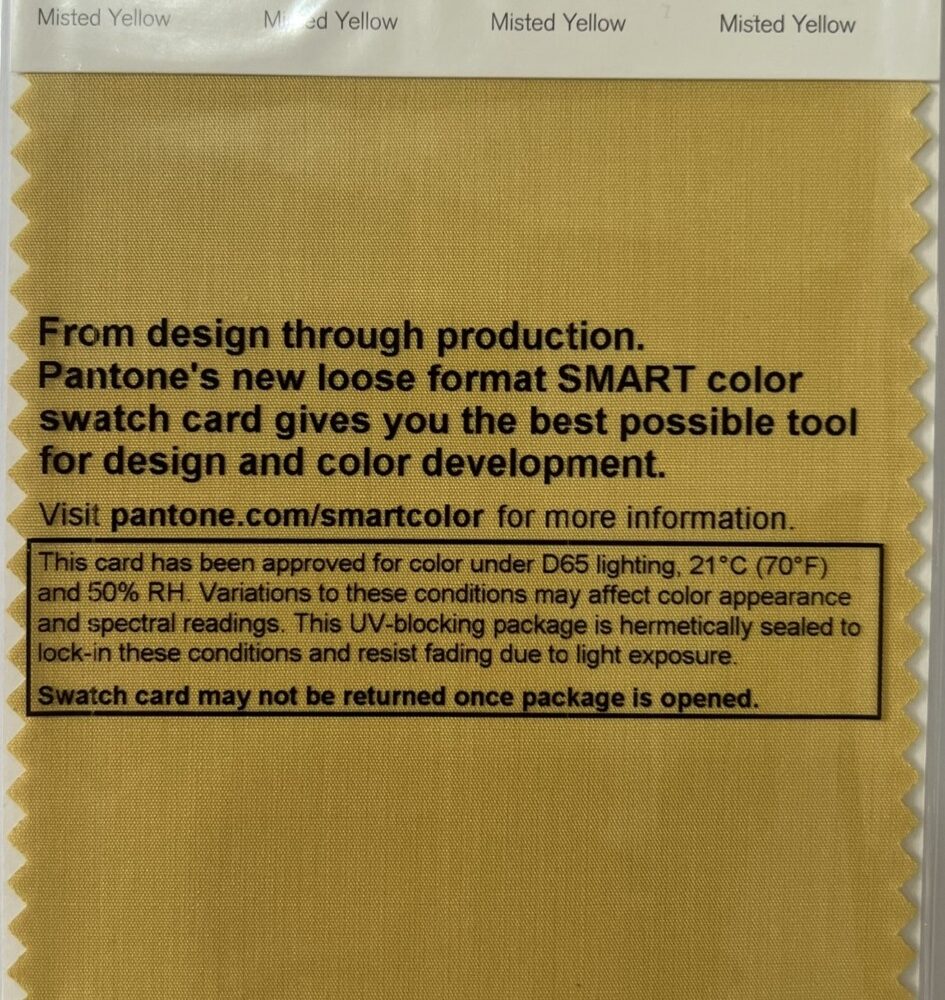 Misted Yellow Misted Yellow Misted Yellow Misted Yellow
From design through production.
Pantone's new loose format SMART color
swatch card gives you the best possible tool
for design and color development.
Visit pantone.com/smartcolor for more information.
This card has been approved for color under D65 lighting, 21°C (70°F)
and 50% RH. Variations to these conditions may affect color appearance
and spectral readings. This UV-blocking package is hermetically sealed to
lock-in these conditions and resist fading due to light exposure.
Swatch card may not be returned once package is opened.